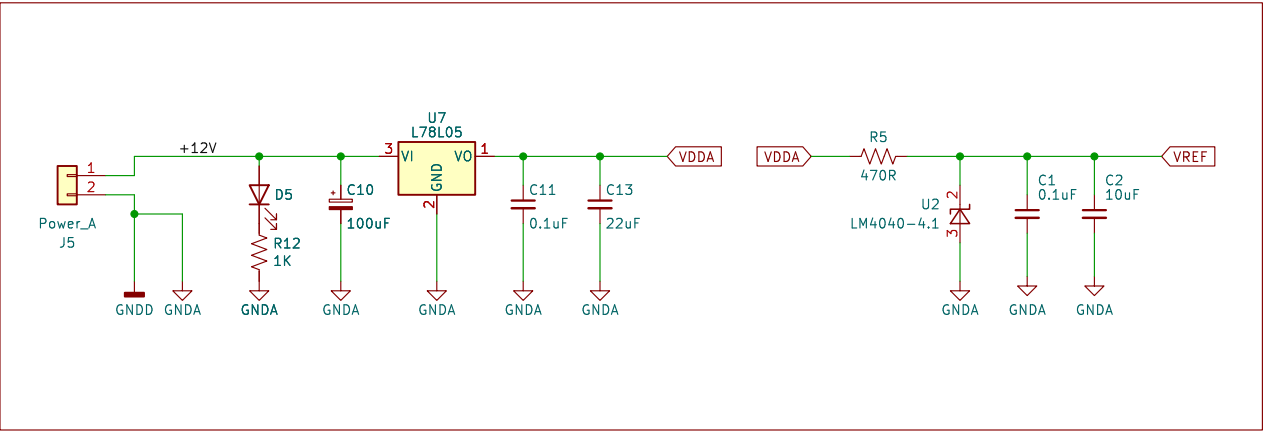 U7
L78L05
+12V
3
VI
VO
1
GND
2
1
2
Power_A
J5
D5
R12
1K
C10
100uF
C11
0.1uF
C13
22uF
VDDA
VDDA
R5
470R
2
U2
LM4040-4.1
3
C1
0.1uF
C2
10uF
VREF
GNDD
GNDA
GNDA
GNDA
GNDA
GNDA
GNDA
GNDA
GNDA
GNDA